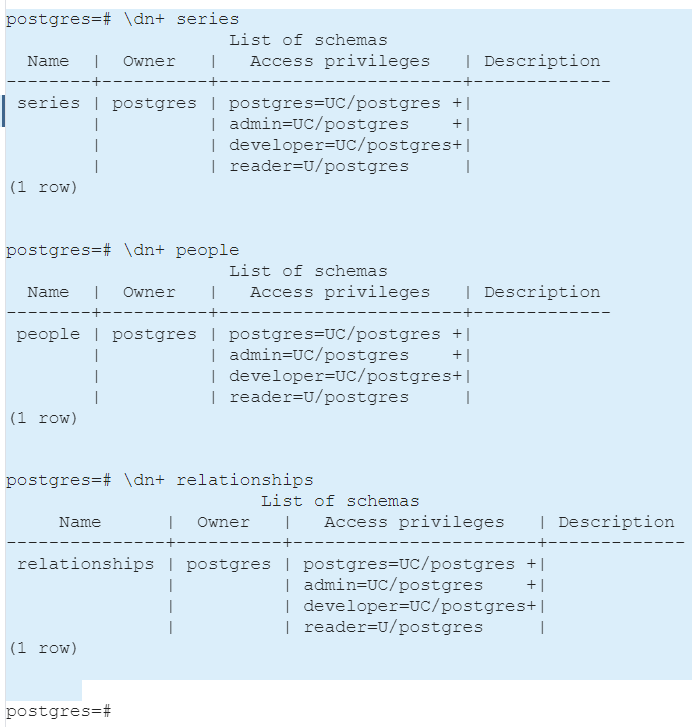 postgres=# \dn+ series
                     List of schemas
  Name  |  Owner   |   Access privileges   | Description
--------+----------+-----------------------+-------------
 series | postgres | postgres=UC/postgres +|
        |          | admin=UC/postgres    +|
        |          | developer=UC/postgres+|
        |          | reader=U/postgres     |
(1 row)

postgres=# \dn+ people
                     List of schemas
  Name  |  Owner   |   Access privileges   | Description
--------+----------+-----------------------+-------------
 people | postgres | postgres=UC/postgres +|
        |          | admin=UC/postgres    +|
        |          | developer=UC/postgres+|
        |          | reader=U/postgres     |
(1 row)

postgres=# \dn+ relationships
                        List of schemas
     Name      |  Owner   |   Access privileges   | Description
---------------+----------+-----------------------+-------------
 relationships | postgres | postgres=UC/postgres +|
               |          | admin=UC/postgres    +|
               |          | developer=UC/postgres+|
               |          | reader=U/postgres     |
(1 row)

postgres=#